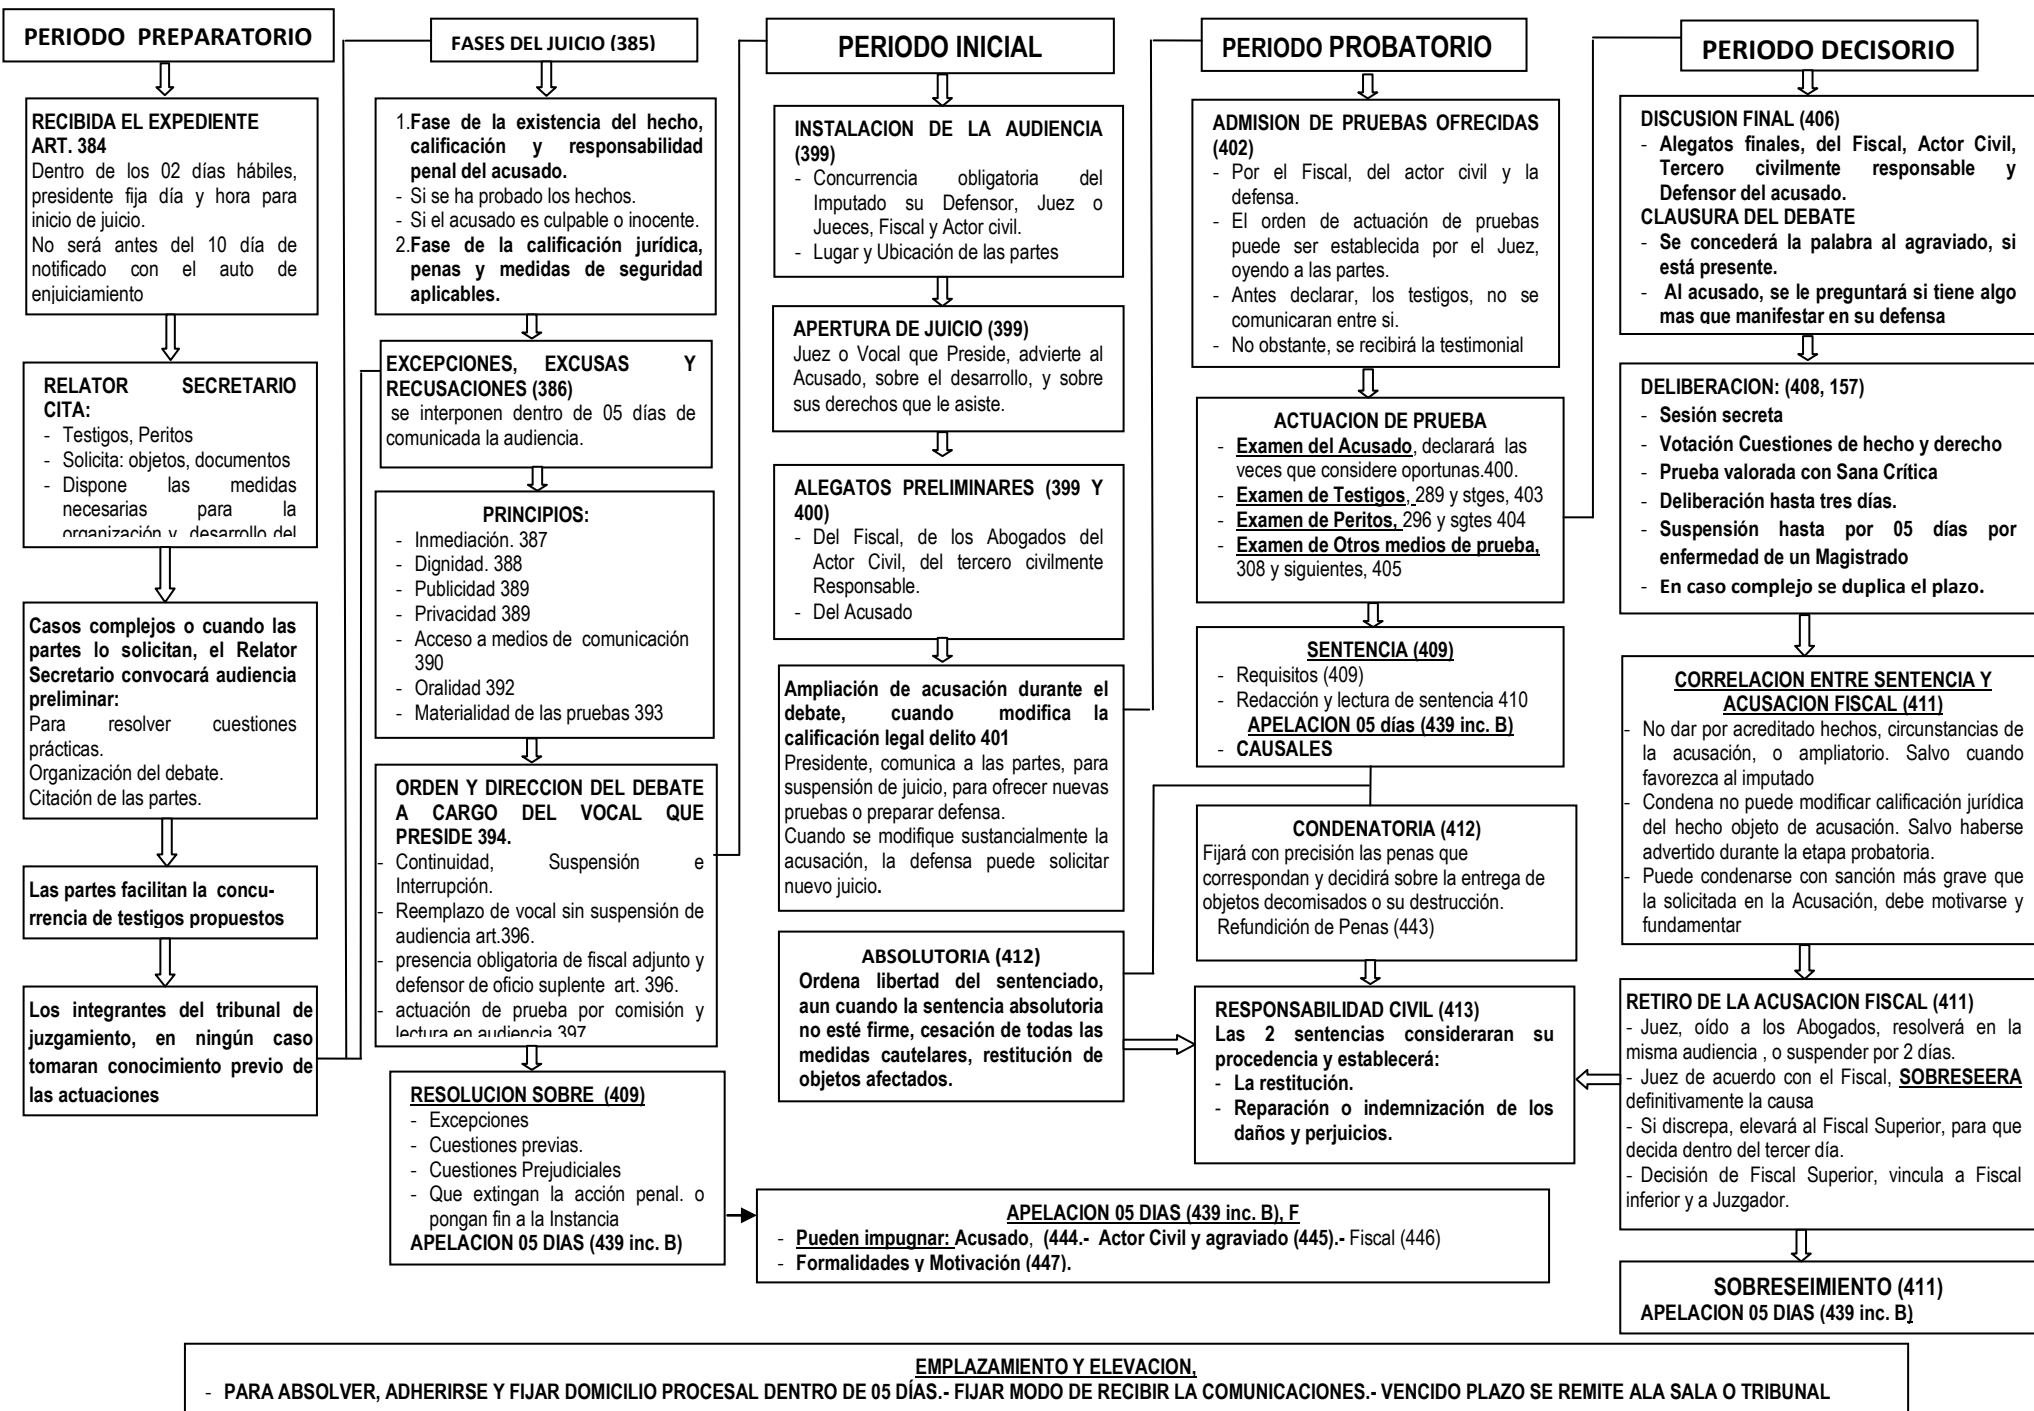 PERIODO PREPARATORIO
RECIBIDA EL EXPEDIENTE
ART. 384
Dentro de los 02 días hábiles,
presidente fija día y hora para
inicio de juicio.
No será antes del 10 día de
notificado con el auto de
enjuiciamiento
RELATOR SECRETARIO
CITA:
- Testigos, Peritos
- Solicita: objetos, documentos
- Dispone las medidas
necesarias para la
organización y desarrollo del
Casos complejos o cuando las
partes lo solicitan, el Relator
Secretario convocará audiencia
preliminar:
Para resolver cuestiones
prácticas.
Organización del debate.
Citación de las partes.
Las partes facilitan la concu-
rrencia de testigos propuestos
Los integrantes del tribunal de
juzgamiento, en ningún caso
tomaran conocimiento previo de
las actuaciones
FASES DEL JUICIO (385)
1.Fase de la existencia del hecho,
calificación y responsabilidad
penal del acusado.
- Si se ha probado los hechos.
- Si el acusado es culpable o inocente.
2.Fase de la calificación jurídica,
penas y medidas de seguridad
aplicables.
EXCEPCIONES, EXCUSAS Y
RECUSACIONES (386)
se interponen dentro de 05 días de
comunicada la audiencia.
PRINCIPIOS:
- Inmediación. 387
- Dignidad. 388
- Publicidad 389
- Privacidad 389
- Acceso a medios de comunicación
390
- Oralidad 392
- Materialidad de las pruebas 393
ORDEN Y DIRECCION DEL DEBATE
A CARGO DEL VOCAL QUE
PRESIDE 394.
- Continuidad, Suspensión e
Interrupción.
- Reemplazo de vocal sin suspensión de
audiencia art.396.
- presencia obligatoria de fiscal adjunto y
defensor de oficio suplente art. 396.
- actuación de prueba por comisión y
lectura en audiencia 397
RESOLUCION SOBRE (409)
- Excepciones
- Cuestiones previas.
- Cuestiones Prejudiciales
- Que extingan la acción penal. o
pongan fin a la Instancia
APELACION 05 DIAS (439 inc. B)
PERIODO INICIAL
INSTALACION DE LA AUDIENCIA
(399)
- Concurrencia obligatoria del
Imputado su Defensor, Juez o
Jueces, Fiscal y Actor civil.
- Lugar y Ubicación de las partes
APERTURA DE JUICIO (399)
Juez o Vocal que Preside, advierte al
Acusado, sobre el desarrollo, y sobre
sus derechos que le asiste.
ALEGATOS PRELIMINARES (399 Y
400)
- Del Fiscal, de los Abogados del
Actor Civil, del tercero civilmente
Responsable.
- Del Acusado
Ampliación de acusación durante el
debate, cuando modifica la
calificación legal delito 401
Presidente, comunica a las partes, para
suspensión de juicio, para ofrecer nuevas
pruebas o preparar defensa.
Cuando se modifique sustancialmente la
acusación, la defensa puede solicitar
nuevo juicio.
ABSOLUTORIA (412)
Ordena libertad del sentenciado,
aun cuando la sentencia absolutoria
no esté firme, cesación de todas las
medidas cautelares, restitución de
objetos afectados.
PERIODO PROBATORIO
ADMISION DE PRUEBAS OFRECIDAS
(402)
- Por el Fiscal, del actor civil y la
defensa.
- El orden de actuación de pruebas
puede ser establecida por el Juez,
oyendo a las partes.
- Antes declarar, los testigos, no se
comunicaran entre si.
- No obstante, se recibirá la testimonial
ACTUACION DE PRUEBA
- Examen del Acusado, declarará las
veces que considere oportunas.400.
- Examen de Testigos, 289 y stges, 403
- Examen de Peritos, 296 y sgtes 404
- Examen de Otros medios de prueba,
308 y siguientes, 405
SENTENCIA (409)
- Requisitos (409)
- Redacción y lectura de sentencia 410
APELACION 05 días (439 inc. B)
- CAUSALES
CONDENATORIA (412)
Fijará con precisión las penas que
correspondan y decidirá sobre la entrega de
objetos decomisados o su destrucción.
Refundición de Penas (443)
RESPONSABILIDAD CIVIL (413)
Las 2 sentencias consideraran su
procedencia y establecerá:
- La restitución.
- Reparación o indemnización de los
daños y perjuicios.
PERIODO DECISORIO
DISCUSION FINAL (406)
- Alegatos finales, del Fiscal, Actor Civil,
Tercero civilmente responsable y
Defensor del acusado.
CLAUSURA DEL DEBATE
- Se concederá la palabra al agraviado, si
está presente.
- Al acusado, se le preguntará si tiene algo
mas que manifestar en su defensa
DELIBERACION: (408, 157)
- Sesión secreta
- Votación Cuestiones de hecho y derecho
- Prueba valorada con Sana Crítica
- Deliberación hasta tres días.
- Suspensión hasta por 05 días por
enfermedad de un Magistrado
- En caso complejo se duplica el plazo.
CORRELACION ENTRE SENTENCIA Y
ACUSACION FISCAL (411)
- No dar por acreditado hechos, circunstancias de
la acusación, o ampliatorio. Salvo cuando
favorezca al imputado
- Condena no puede modificar calificación jurídica
del hecho objeto de acusación. Salvo haberse
advertido durante la etapa probatoria.
- Puede condenarse con sanción más grave que
la solicitada en la Acusación, debe motivarse y
fundamentar
RETIRO DE LA ACUSACION FISCAL (411)
- Juez, oído a los Abogados, resolverá en la
misma audiencia , o suspender por 2 días.
- Juez de acuerdo con el Fiscal, SOBRESEERA
definitivamente la causa
- Si discrepa, elevará al Fiscal Superior, para que
decida dentro del tercer día.
- Decisión de Fiscal Superior, vincula a Fiscal
inferior y a Juzgador.
SOBRESEIMIENTO (411)
APELACION 05 DIAS (439 inc. B)
APELACION 05 DIAS (439 inc. B), F
- Pueden impugnar: Acusado, (444.- Actor Civil y agraviado (445).- Fiscal (446)
- Formalidades y Motivación (447).
EMPLAZAMIENTO Y ELEVACION,
- PARA ABSOLVER, ADHERIRSE Y FIJAR DOMICILIO PROCESAL DENTRO DE 05 DÍAS.- FIJAR MODO DE RECIBIR LA COMUNICACIONES.- VENCIDO PLAZO SE REMITE ALA SALA O TRIBUNAL